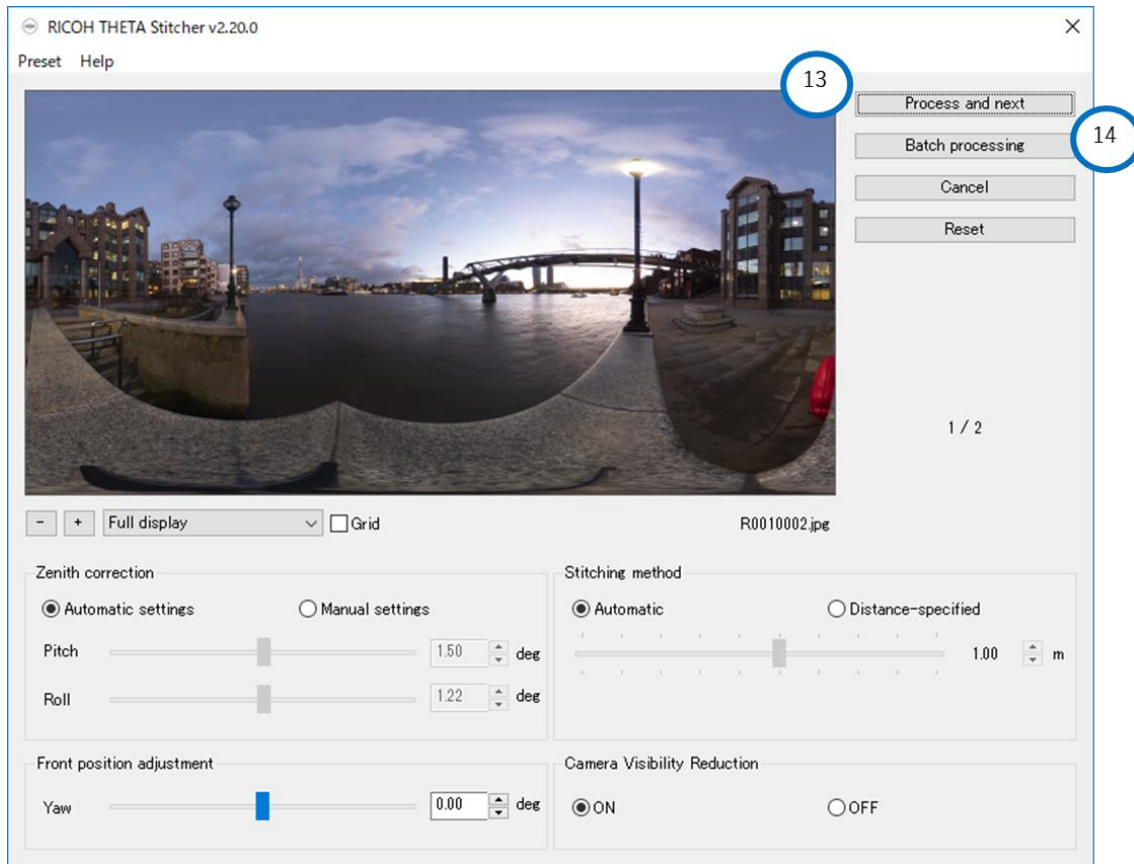 RICOH THETA Stitcher v2.20.0
Preset Help
13
Process and next
14
Batch processing
Cancel
Reset
1 / 2
- + Full display Grid R0010002.jpg
Zenith correction
Automatic settings Manual settings
Pitch 1.50 deg
Roll 1.22 deg
Stitching method
Automatic Distance-specified
1.00 m
Front position adjustment
Yaw 0.00 deg
Camera Visibility Reduction
ON OFF